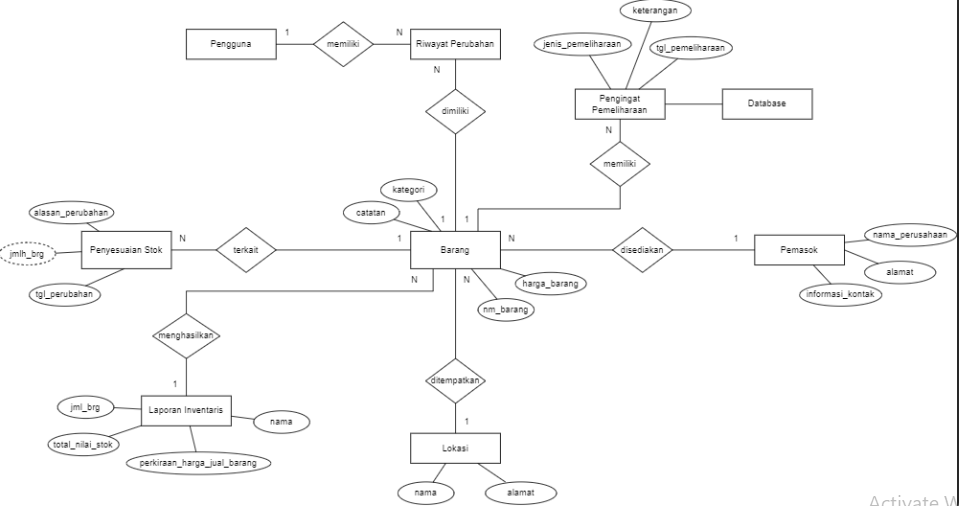 keterangan
Pengguna
1
memiliki
N
Riwayat Perubahan
jenis_pemeliharaan
tgl_pemeliharaan
N
Pengingat
Pemeliharaan
Database
dimiliki
N
memiliki
kategori
catatan
alasan_perubahan
1
1
nama_perusahaan
jmlh_brg
Penyesuaian Stok
N
terkait
1
Barang
N
disediakan
1
Pemasok
alamat
tgl_perubahan
N
N
harga_barang
informasi_kontak
nm_barang
menghasilkan
ditempatkan
1
jml_brg
Laporan Inventaris
nama
1
total_nilai_stok
Lokasi
perkiraan_harga_jual_barang
nama
alamat
Activate W